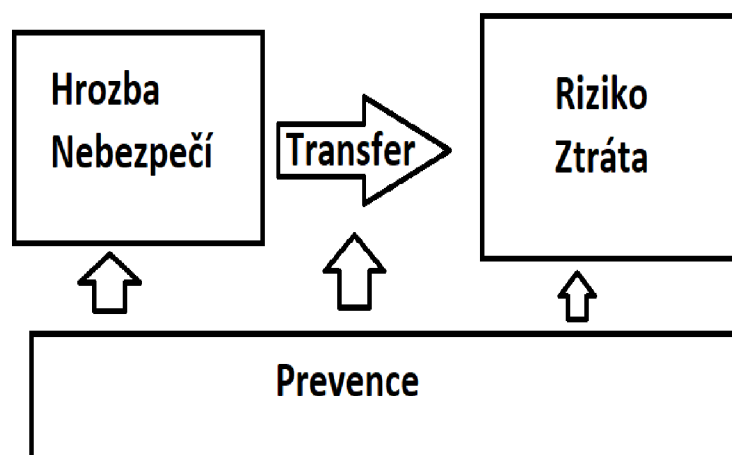 Hrozba
Nebezpečí
Transfer
Riziko
Ztráta
Prevence